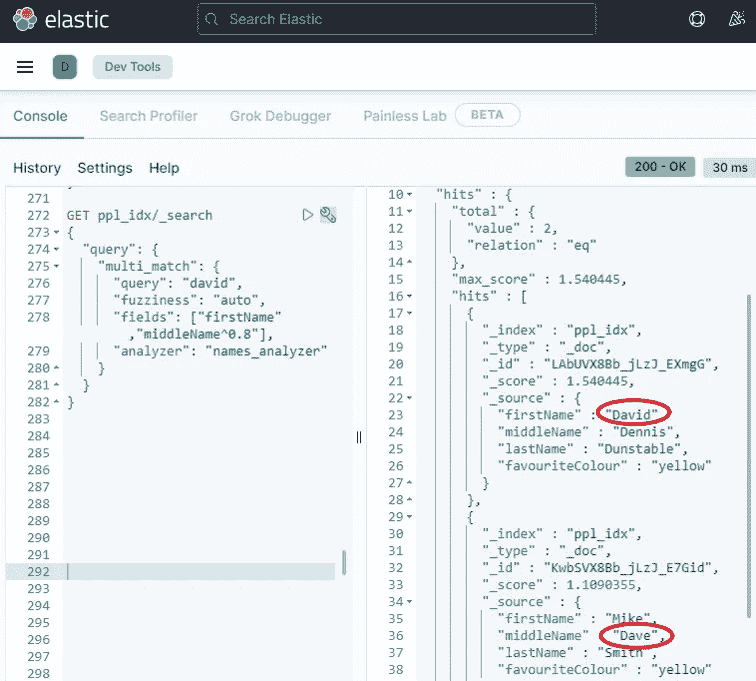 elastic
Search Elastic
D
Dev Tools
Console
Search Profiler
Grok Debugger
Painless Lab
BETA
History
Settings
Help
200 - OK
30 ms
271
272 GET ppl_idx/_search
273 {
274 "query": {
275 "multi_match": {
276 "query": "david",
277 "fuzziness": "auto",
278 "fields": ["firstName"
,"middleName^0.8"],
279 "analyzer": "names_analyzer"
280 }
281 }
282 }
283
284
285
286
287
288
289
290
291
292
293
294
295
296
297
298
10 "hits" : {
11 "total" : {
12 "value" : 2,
13 "relation" : "eq"
14 },
15 "max_score" : 1.540445,
16 "hits" : [
17 {
18 "_index" : "ppl_idx",
19 "_type" : "_doc",
20 "_id" : "LAbUVX8Bb_jLzJ_EXmgG",
21 "_score" : 1.540445,
22 "_source" : {
23 "firstName" : "David",
24 "middleName" : "Dennis",
25 "lastName" : "Dunstable",
26 "favouriteColour" : "yellow"
27 }
28 },
29 {
30 "_index" : "ppl_idx",
31 "_type" : "_doc",
32 "_id" : "KwbSVX8Bb_jLzJ_E7Gid",
33 "_score" : 1.1090355,
34 "_source" : {
35 "firstName" : "Mike",
36 "middleName" : "Dave",
37 "lastName" : "Smith",
38 "favouriteColour" : "yellow"